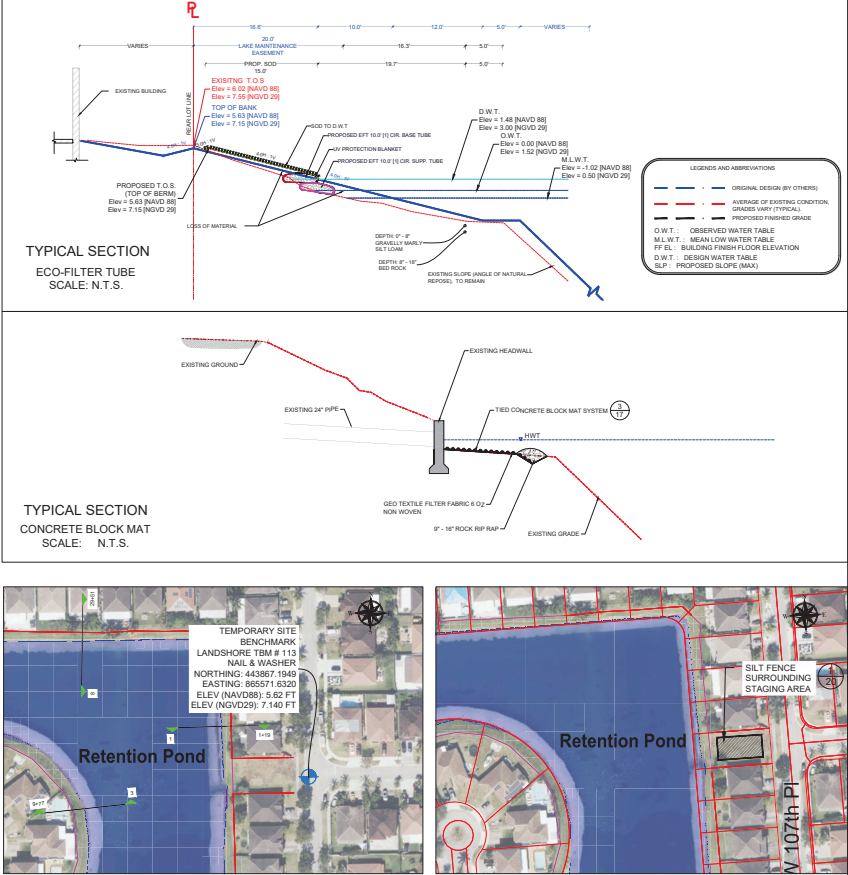 PL
16.8'
10.0'
12.0'
5.0'
VARIES
VARIES
20.0'
LAKE MAINTENANCE
EASEMENT
16.3'
5.0'
PROP. SOD
15.0'
19.7'
5.0'
EXISTING BUILDING
REAR LOT LINE
EXISITNG T.O.S
Elev = 6.02 [NAVD 88]
Elev = 7.55 [NGVD 29]
TOP OF BANK
Elev = 5.63 [NAVD 88]
Elev = 7.15 [NGVD 29]
SOD TO D.W.T
PROPOSED EFT 10.0' [1] CIR. BASE TUBE
UV PROTECTION BLANKET
PROPOSED EFT 10.0' [1] CIR. SUPP. TUBE
D.W.T.
Elev = 1.48 [NAVD 88]
Elev = 3.00 [NGVD 29]
O.W.T.
Elev = 0.00 [NAVD 88]
Elev = 1.52 [NGVD 29]
M.L.W.T.
Elev = -1.02 [NAVD 88]
Elev = 0.50 [NGVD 29]
PROPOSED T.O.S.
(TOP OF BERM)
Elev = 5.63 [NAVD 88]
Elev = 7.15 [NGVD 29]
LOSS OF MATERIAL
DEPTH: 0" - 8"
GRAVELLY MARLY
SILT LOAM
DEPTH: 8" - 18"
BED ROCK
EXISTING SLOPE (ANGLE OF NATURAL
REPOSE), TO REMAIN
TYPICAL SECTION
ECO-FILTER TUBE
SCALE: N.T.S.
LEGENDS AND ABBREVIATIONS
ORIGINAL DESIGN (BY OTHERS)
AVERAGE OF EXISTING CONDITION,
GRADES VARY (TYPICAL).
PROPOSED FINISHED GRADE
O.W.T. : OBSERVED WATER TABLE
M.L.W.T. : MEAN LOW WATER TABLE
FF EL : BUILDING FINISH FLOOR ELEVATION
D.W.T. : DESIGN WATER TABLE
SLP : PROPOSED SLOPE (MAX)
EXISTING GROUND
EXISTING HEADWALL
EXISTING 24" PIPE
TIED CONCRETE BLOCK MAT SYSTEM
3
17
HWT
GEO TEXTILE FILTER FABRIC 6 OZ
NON WOVEN
9" - 16" ROCK RIP RAP
EXISTING GRADE
TYPICAL SECTION
CONCRETE BLOCK MAT
SCALE: N.T.S.
TEMPORARY SITE
BENCHMARK
LANDSHORE TBM # 113
NAIL & WASHER
NORTHING: 443867.1949
EASTING: 865571.6320
ELEV (NAVD88): 5.62 FT
ELEV (NGVD29): 7.140 FT
29+51
8
1
1+19
3
9+77
Retention Pond
SILT FENCE
SURROUNDING
STAGING AREA
1
20
Retention Pond
W 107th Pl